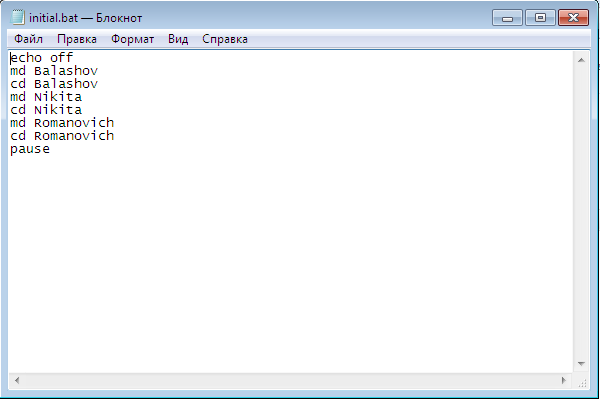 initial.bat — Блокнот
Файл Правка Формат Вид Справка
echo off
md Balashov
cd Balashov
md Nikita
cd Nikita
md Romanovich
cd Romanovich
pause